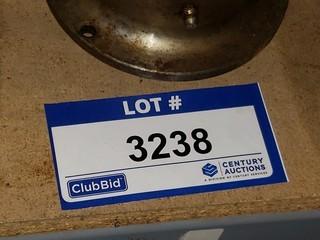 LOT #
3238
ClubBid
CENTURY
AUCTIONS
A DIVISION OF CENTURY SERVICES